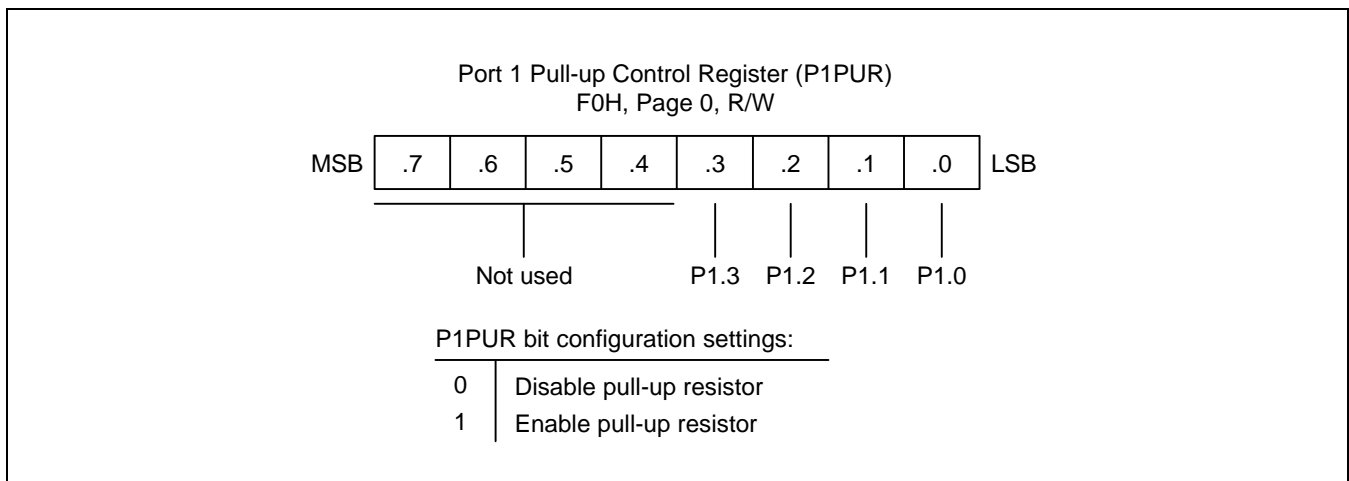 Port 1 Pull-up Control Register (P1PUR)
F0H, Page 0, R/W
MSB .7 .6 .5 .4 .3 .2 .1 .0 LSB
Not used P1.3 P1.2 P1.1 P1.0
P1PUR bit configuration settings:
0 Disable pull-up resistor
1 Enable pull-up resistor